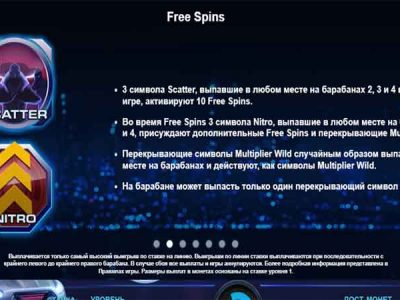 Free Spins
3 символа Scatter, выпавшие в любом месте на барабанах 2, 3 и 4 в
игре, активируют 10 Free Spins.
SCATTER
Во время Free Spins 3 символа Nitro, выпавшие в любом месте на б
4, присуждают дополнительные Free Spins и перекрывающие Mu
Перекрывающие символы Multiplier Wild случайным образом выпа
месте на барабанах и действуют, как символы Multiplier Wild.
На барабане может выпасть только один перекрывающий символ
NITRO
Выплачивается только самый высокий выигрыш по ставке на линию. Выигрыши по линии ставки выплачиваются при последовательности с
крайнего левого до крайнего правого барабана. В случае сбоя все выплаты и игры аннулируются. Более подробная информация представлена в
Правилах игры. Размеры выплат в монетах основаны на ставке уровня 1.
УРОВЕНЬ